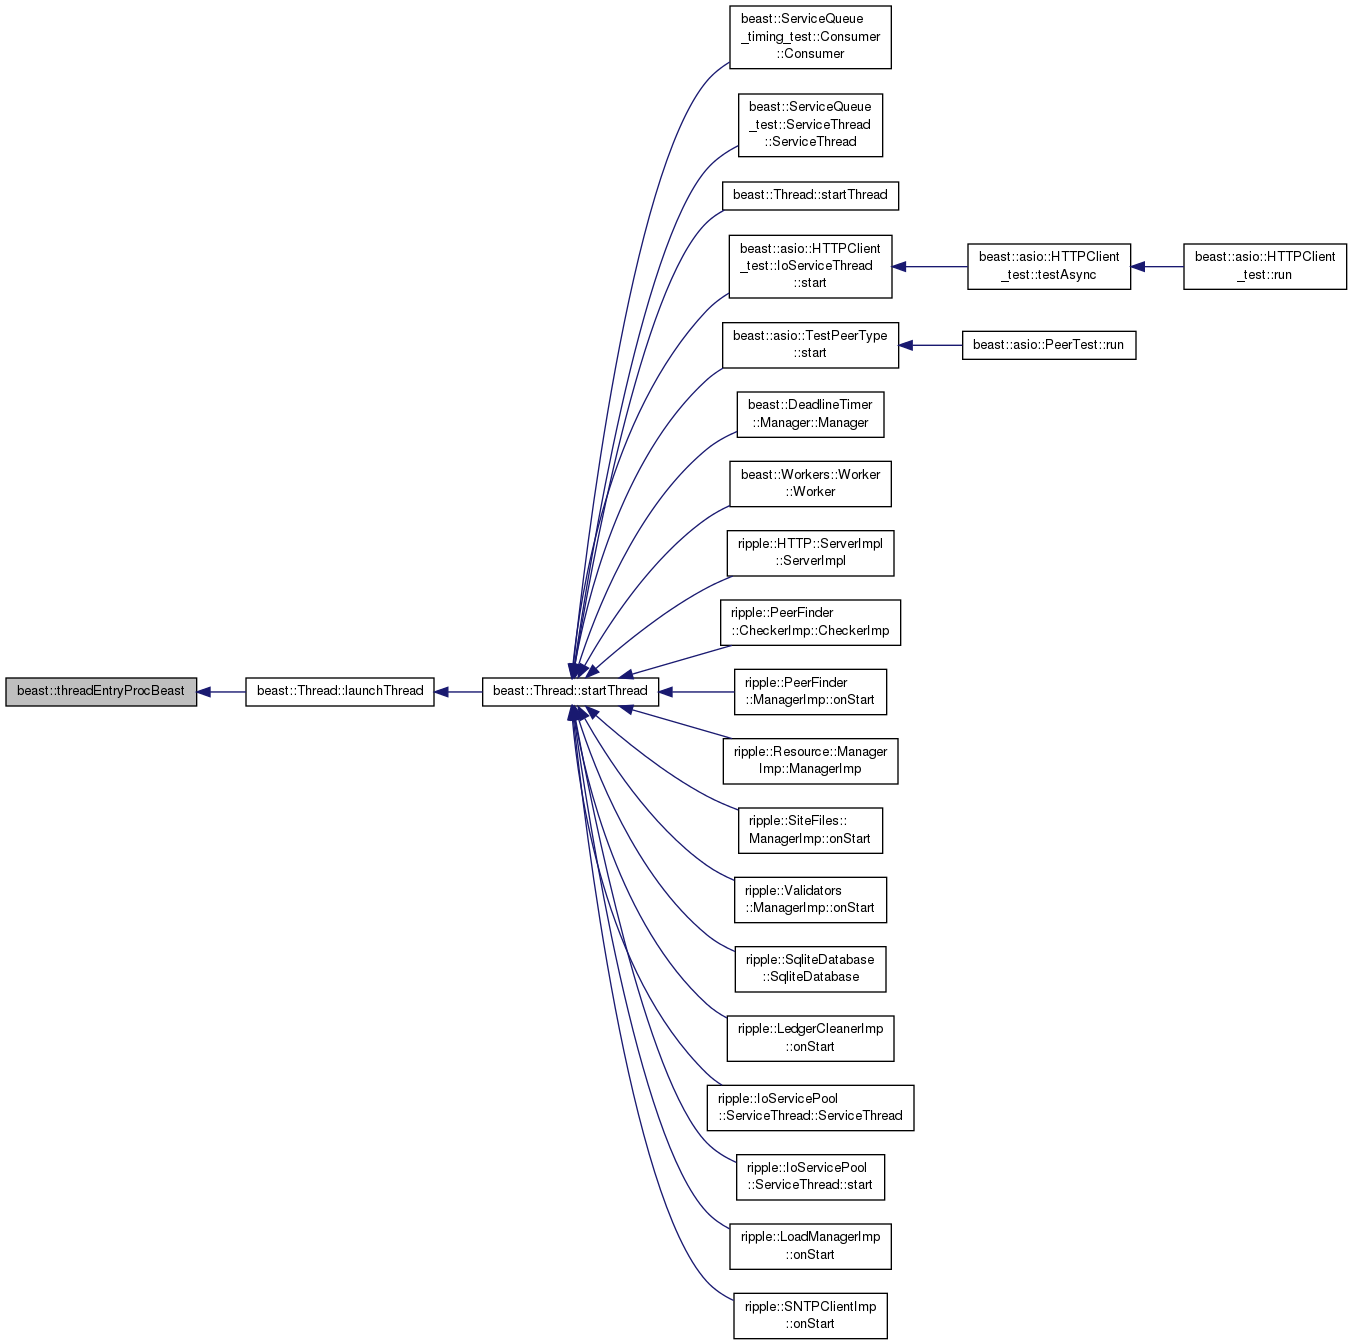 beast::ServiceQueue
_timing_test::Consumer
::Consumer
beast::ServiceQueue
_test::ServiceThread
::ServiceThread
beast::Thread::startThread
beast::asio::HTTPClient
_test::IoServiceThread
::start
beast::asio::HTTPClient
_test::testAsync
beast::asio::HTTPClient
_test::run
beast::asio::TestPeerType
::start
beast::asio::PeerTest::run
beast::DeadlineTimer
::Manager::Manager
beast::Workers::Worker
::Worker
ripple::HTTP::ServerImpl
::ServerImpl
ripple::PeerFinder
::CheckerImp::CheckerImp
beast::threadEntryProcBeast
beast::Thread::launchThread
beast::Thread::startThread
ripple::PeerFinder
::ManagerImp::onStart
ripple::Resource::Manager
Imp::ManagerImp
ripple::SiteFiles::
ManagerImp::onStart
ripple::Validators
::ManagerImp::onStart
ripple::SqliteDatabase
::SqliteDatabase
ripple::LedgerCleanerImp
::onStart
ripple::IoServicePool
::ServiceThread::ServiceThread
ripple::IoServicePool
::ServiceThread::start
ripple::LoadManagerImp
::onStart
ripple::SNTPClientImp
::onStart